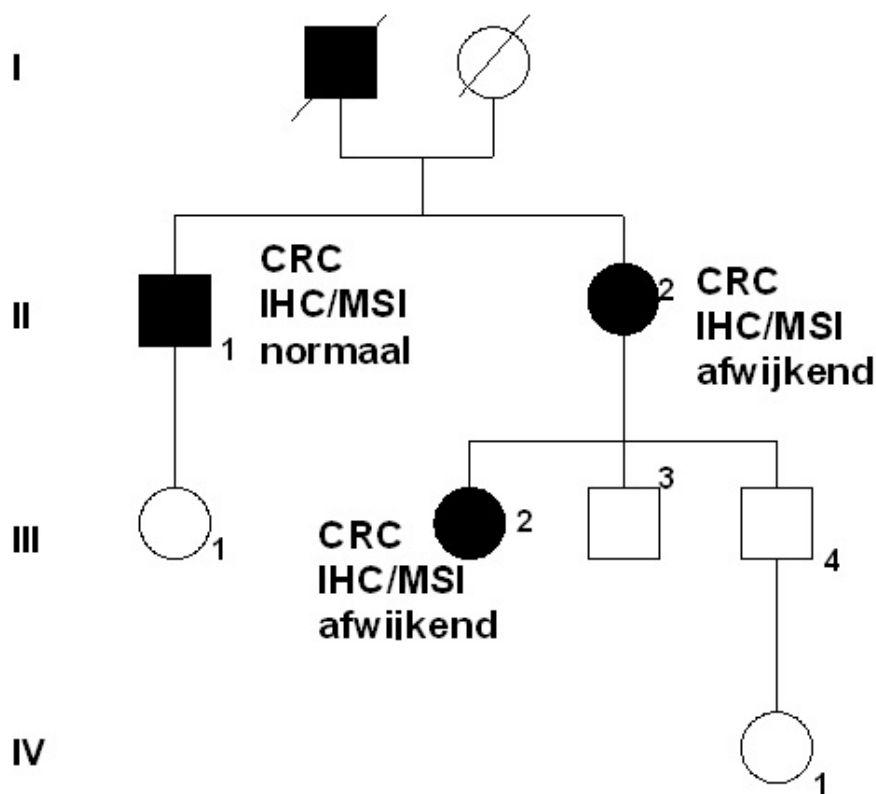 I
II
CRC
IHC/MSI
normaal
1
2
CRC
IHC/MSI
afwijkend
III
1
CRC
IHC/MSI
afwijkend
2
3
4
IV
1